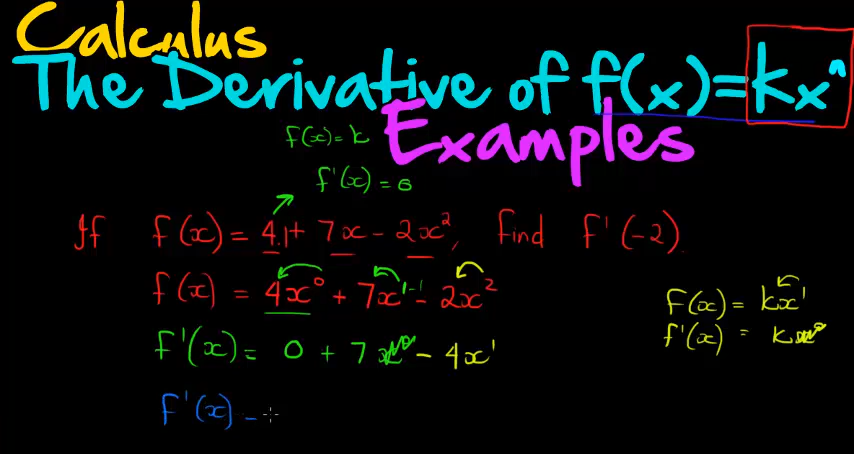 Calculus
The Derivative of f(x)=kxⁿ
Examples
f(x)=k
f'(x)=0
If f(x) = 4.1+ 7x - 2x², find f'(-2)
f(x) = 4x⁰ + 7x¹⁻¹ - 2x²
f(x) = kx¹
f'(x) = k
f'(x) = 0 + 7 - 4x¹
f'(x) -